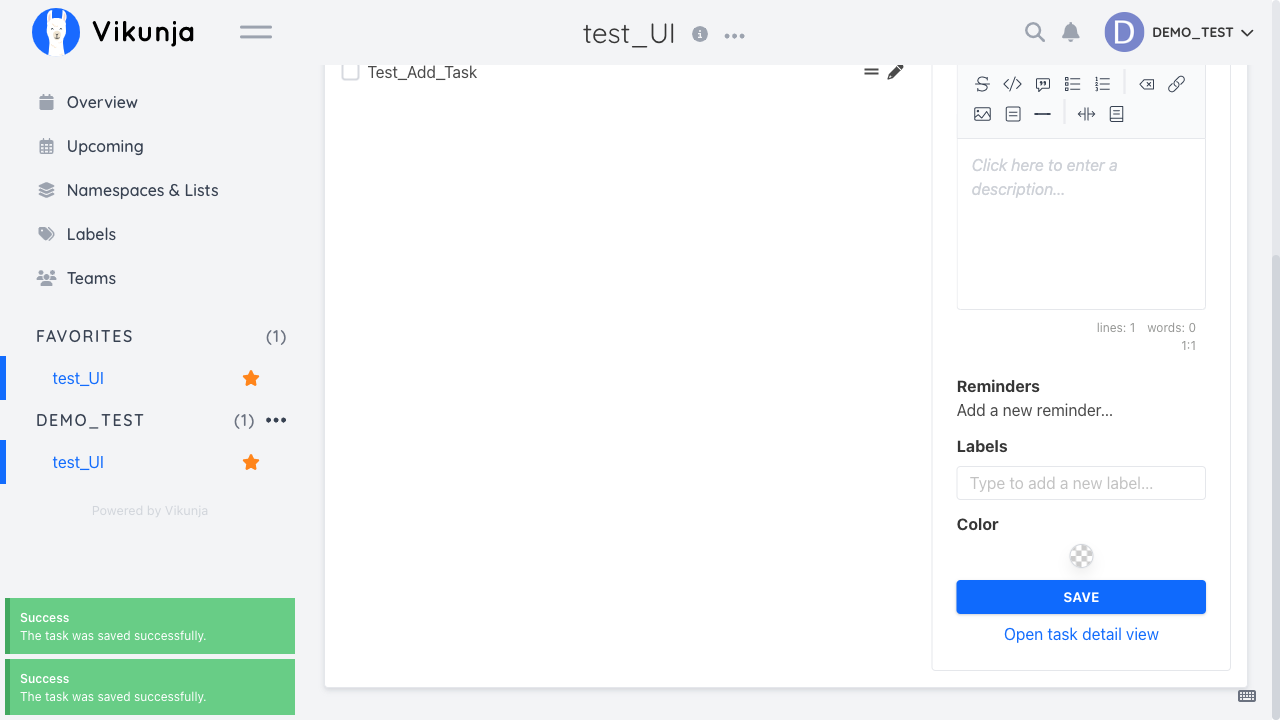 Vikunja
test_UI
DEMO_TEST
Overview
Upcoming
Namespaces & Lists
Labels
Teams
FAVORITES (1)
test_UI
DEMO_TEST (1)
test_UI
Powered by Vikunja
Success
The task was saved successfully.
Success
The task was saved successfully.
Test_Add_Task
Click here to enter a
description...
lines: 1 words: 0
1:1
Reminders
Add a new reminder...
Labels
Type to add a new label...
Color
SAVE
Open task detail view